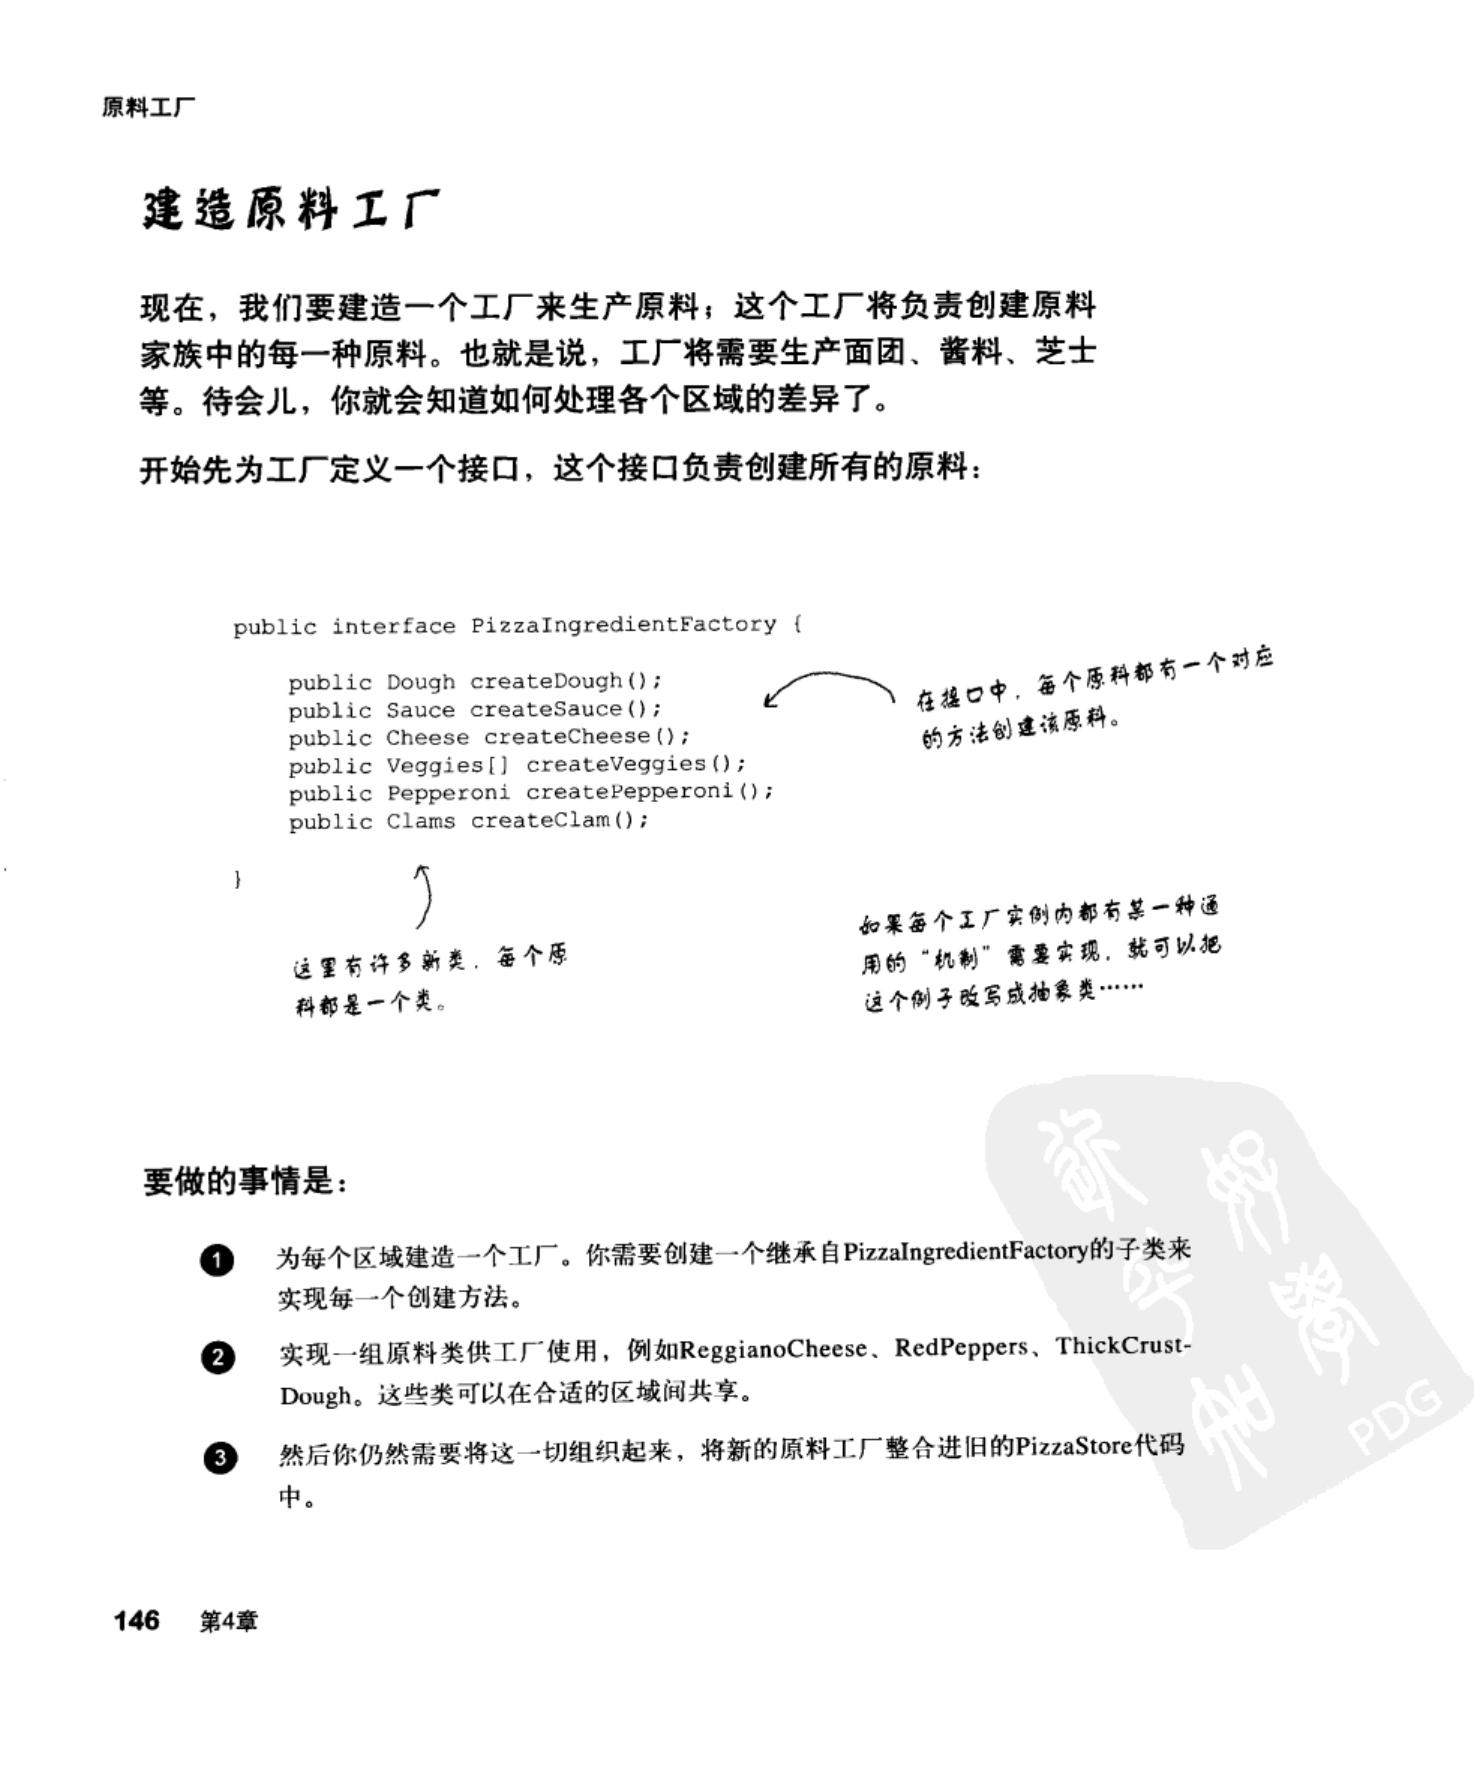 原料工厂
建造原料工厂
现在，我们要建造一个工厂来生产原料；这个工厂将负责创建原料
家族中的每一种原料。也就是说，工厂将需要生产面团、酱料、芝士
等。待会儿，你就会知道如何处理各个区域的差异了。
开始先为工厂定义一个接口，这个接口负责创建所有的原料：
public interface PizzaIngredientFactory {
public Dough createDough();
public Sauce createSauce();
public Cheese createCheese();
public Veggies[] createVeggies();
public Pepperoni createPepperoni();
public Clams createClam();
}
在接口中，每个原料都有一个对应
的方法创建该原料。
这里有许多新类，每个原
料都是一个类。
如果每个工厂实例内都有某一种通
用的“机制”需要实现，就可以把
这个例子改写成抽象类……
要做的事情是：
1 为每个区域建造一个工厂。你需要创建一个继承自PizzaIngredientFactory的子类来
实现每一个创建方法。
2 实现一组原料类供工厂使用，例如ReggianoCheese、RedPeppers、ThickCrust-
Dough。这些类可以在合适的区域间共享。
3 然后你仍然需要将这一切组织起来，将新的原料工厂整合进旧的PizzaStore代码
中。
PDG
146 第4章